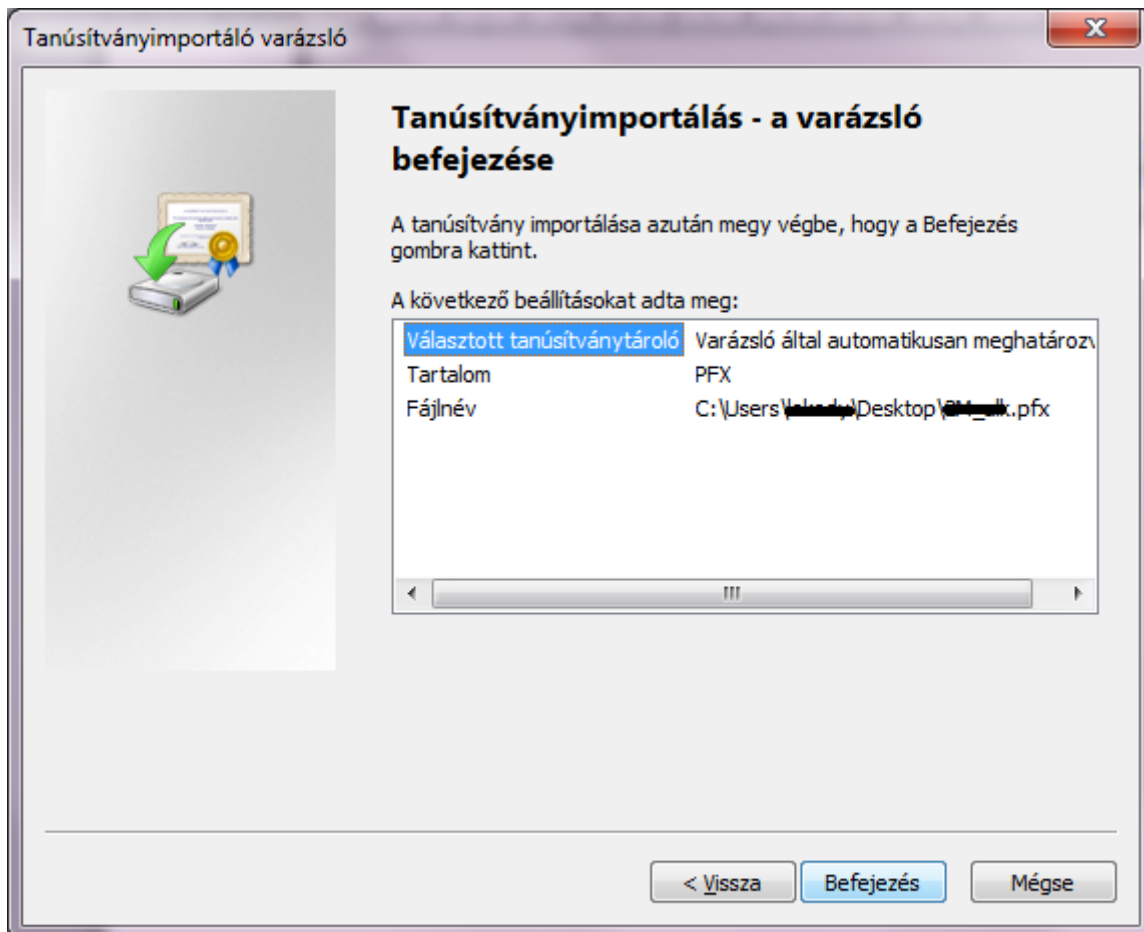 Tanúsítványimportáló varázsló
Tanúsítványimportálás - a varázsló
befejezése
A tanúsítvány importálása azután megy végbe, hogy a Befejezés
gombra kattint.
A következő beállításokat adta meg:
Választott tanúsítványtároló Varázsló által automatikusan meghatározv
Tartalom PFX
Fájlnév C:\Users\ \Desktop\ .pfx
< Vissza Befejezés Mégse